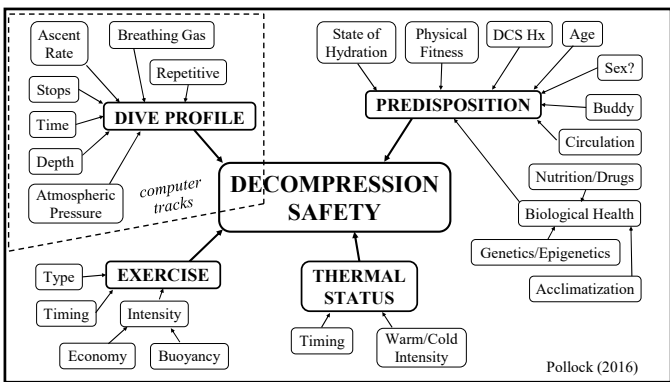 Ascent
Rate
Breathing Gas
Repetitive
Stops
DIVE PROFILE
Time
Depth
Atmospheric
Pressure
computer
tracks
State of
Hydration
Physical
Fitness
DCS Hx
Age
Sex?
PREDISPOSITION
Buddy
Circulation
Nutrition/Drugs
Biological Health
Genetics/Epigenetics
Acclimatization
DECOMPRESSION
SAFETY
Type
EXERCISE
Timing
Intensity
Economy
Buoyancy
THERMAL
STATUS
Timing
Warm/Cold
Intensity
Pollock (2016)